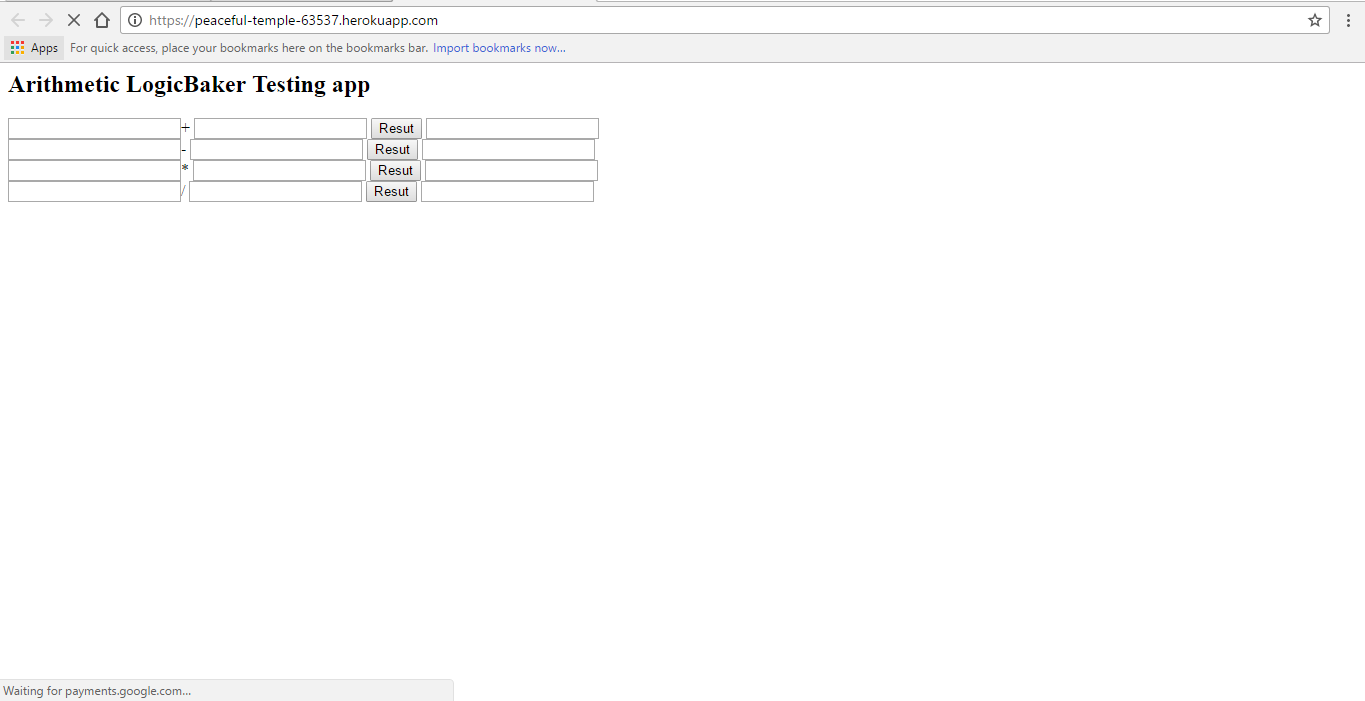 https://peaceful-temple-63537.herokuapp.com
Apps For quick access, place your bookmarks here on the bookmarks bar. Import bookmarks now...
Arithmetic LogicBaker Testing app
+ Resut
- Resut
* Resut
/ Resut
Waiting for payments.google.com...